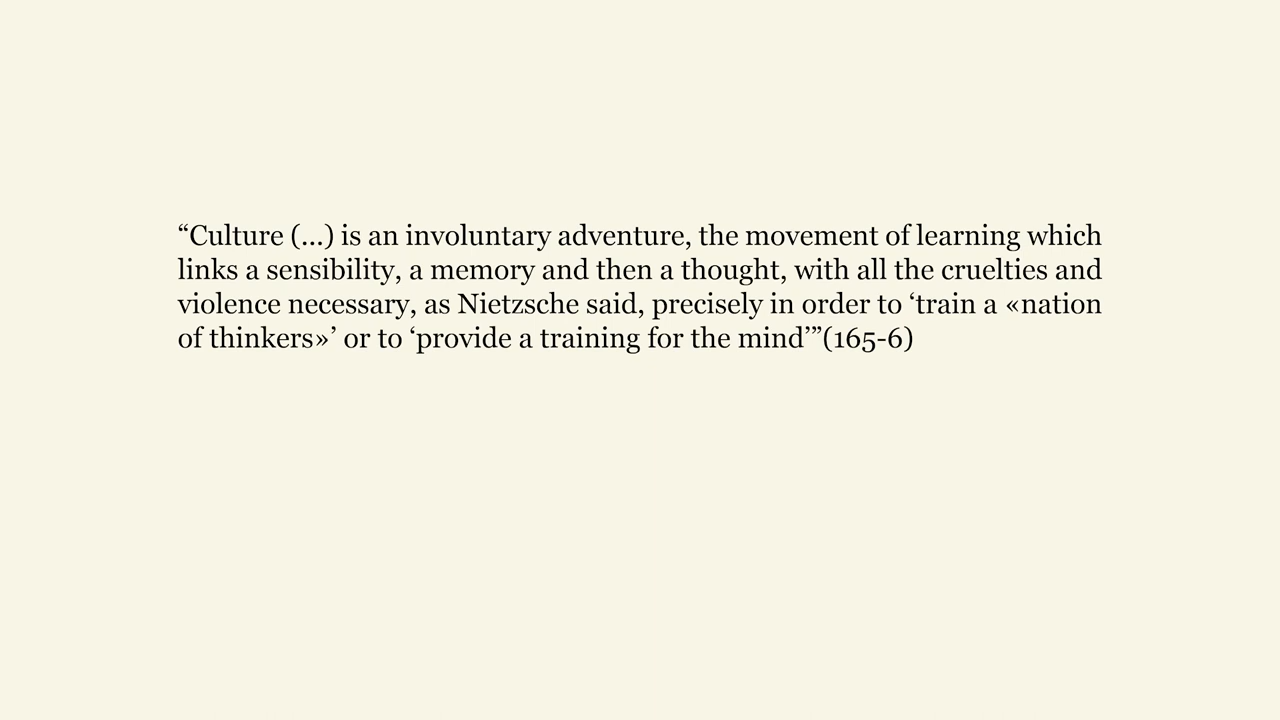 “Culture (...) is an involuntary adventure, the movement of learning which
links a sensibility, a memory and then a thought, with all the cruelties and
violence necessary, as Nietzsche said, precisely in order to ‘train a «nation
of thinkers»’ or to ‘provide a training for the mind’”(165-6)